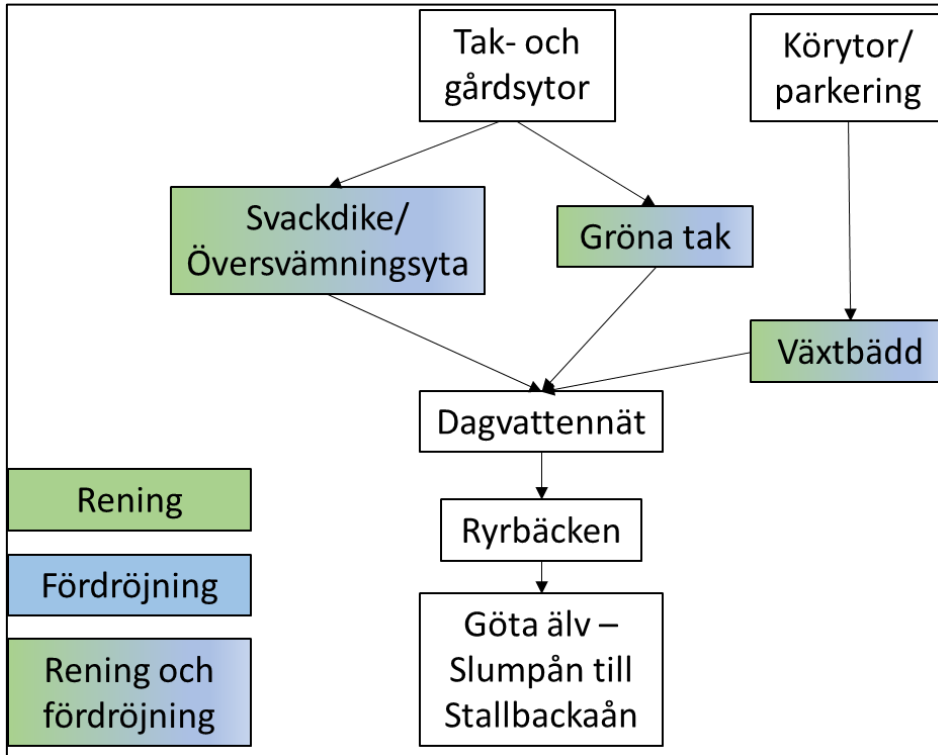 Tak- och
gårdsytor
Körytor/
parkering
Svackdike/
Översvämningsyta
Gröna tak
Växtbädd
Dagvattennät
Rening
Ryrbäcken
Fördröjning
Göta älv –
Slumpån till
Stallbackaån
Rening och
fördröjning